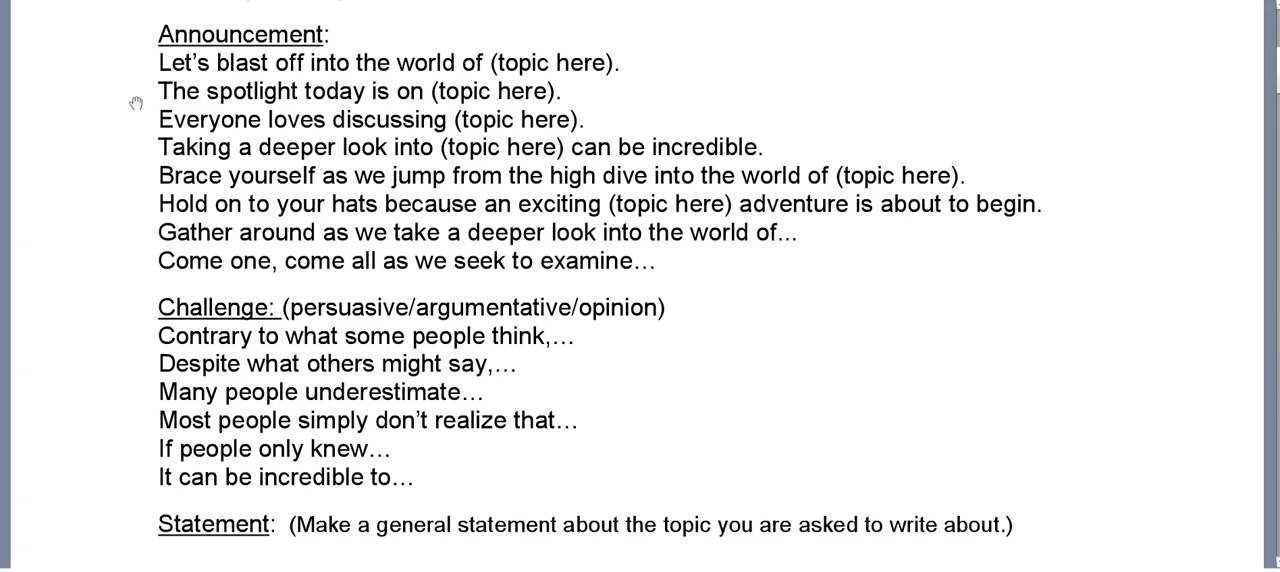 Announcement:
Let’s blast off into the world of (topic here).
The spotlight today is on (topic here).
Everyone loves discussing (topic here).
Taking a deeper look into (topic here) can be incredible.
Brace yourself as we jump from the high dive into the world of (topic here).
Hold on to your hats because an exciting (topic here) adventure is about to begin.
Gather around as we take a deeper look into the world of…
Come one, come all as we seek to examine…
Challenge: (persuasive/argumentative/opinion)
Contrary to what some people think,…
Despite what others might say,…
Many people underestimate…
Most people simply don’t realize that…
If people only knew…
It can be incredible to…
Statement: (Make a general statement about the topic you are asked to write about.)